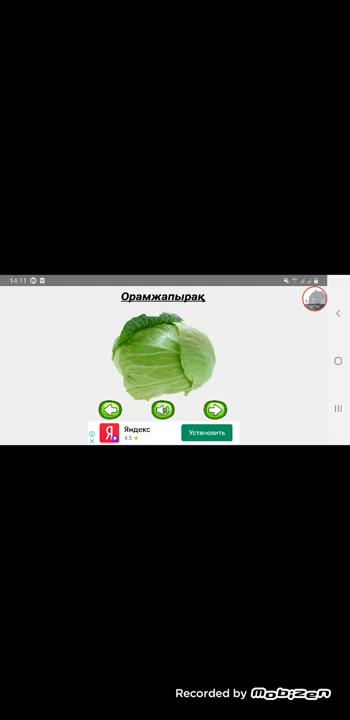 14:11
Орамжапырақ
Яндекс
4.5
Установить
Recorded by mobizen